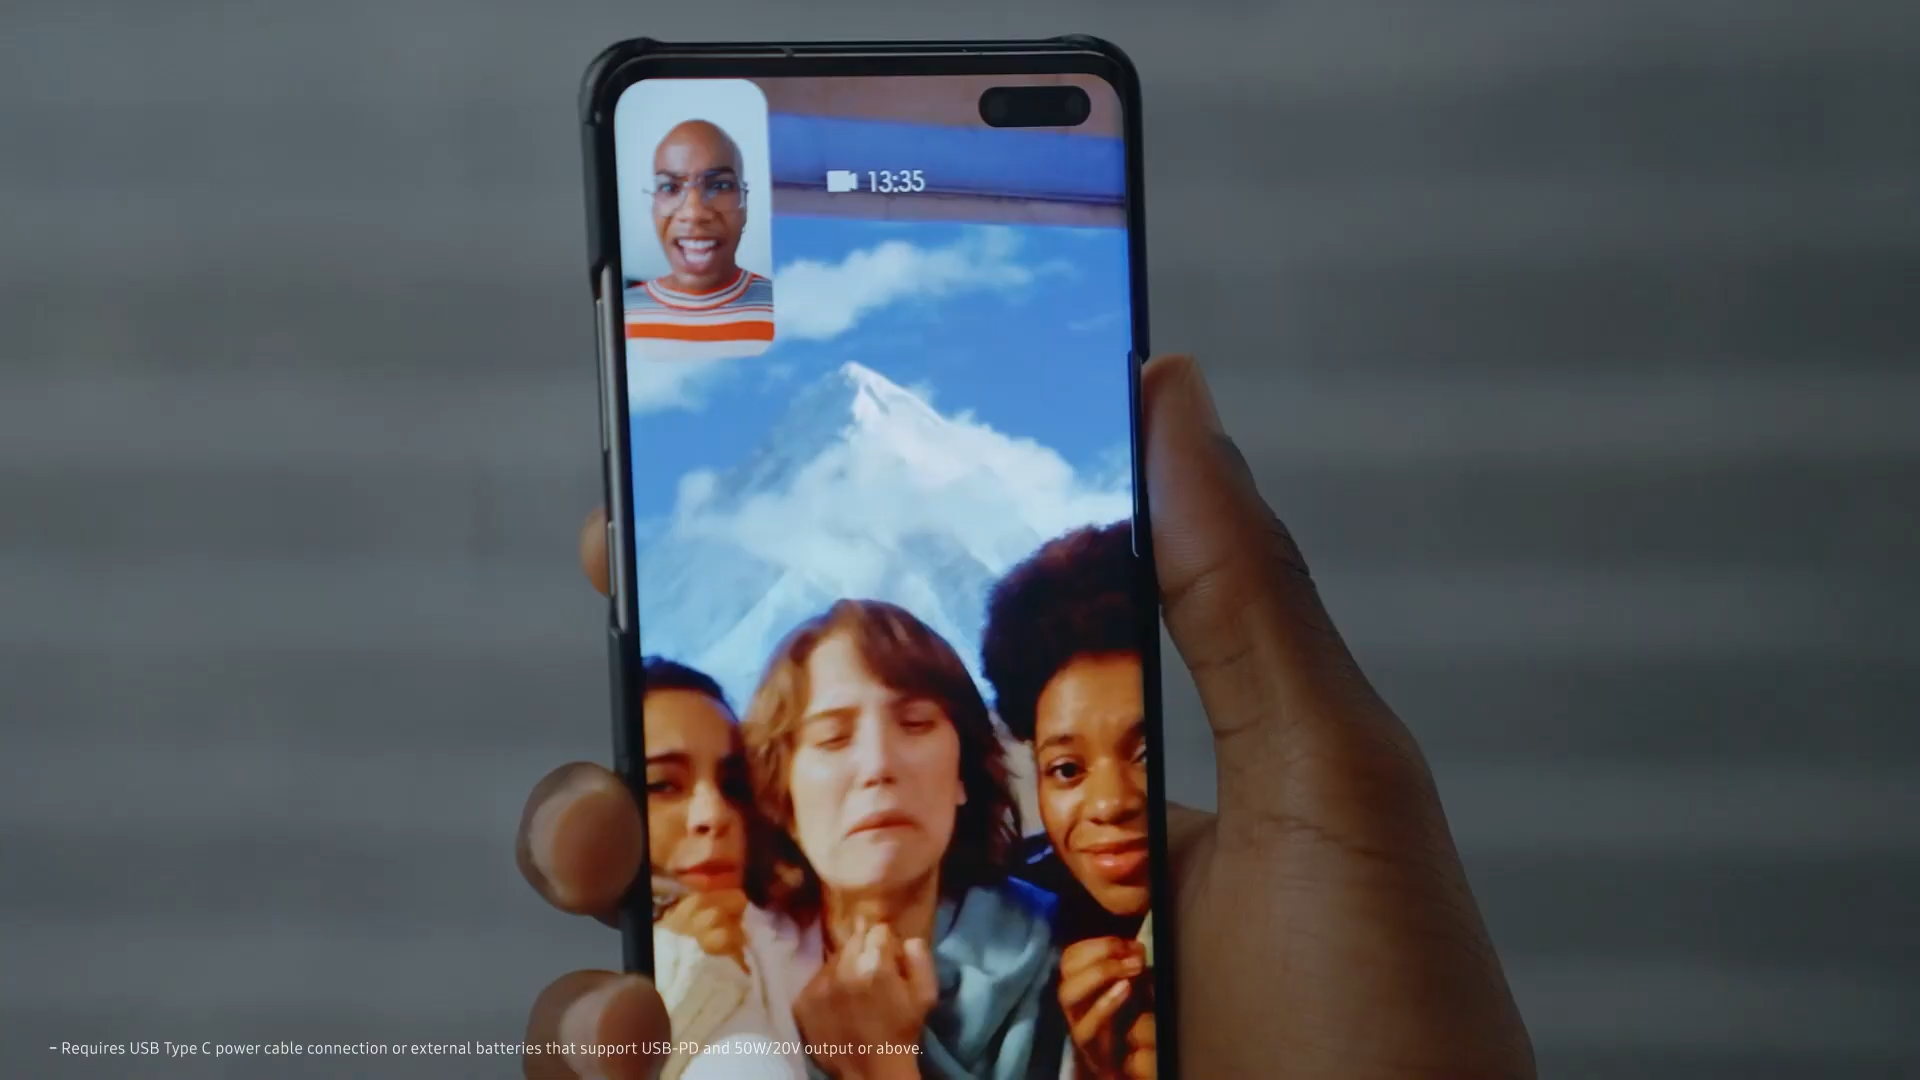 13:35
– Requires USB Type C power cable connection or external batteries that support USB-PD and 50W/20V output or above.